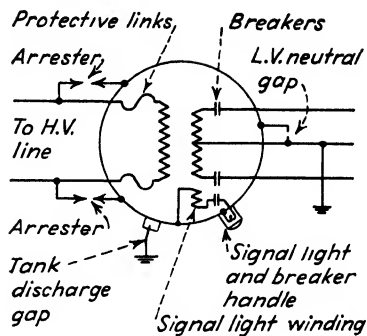 Protective links
Breakers
Arrester
L.V. neutral
gap
To H.V.
line
Arrester
Tank
discharge
gap
Signal light
and breaker
handle
Signal light winding